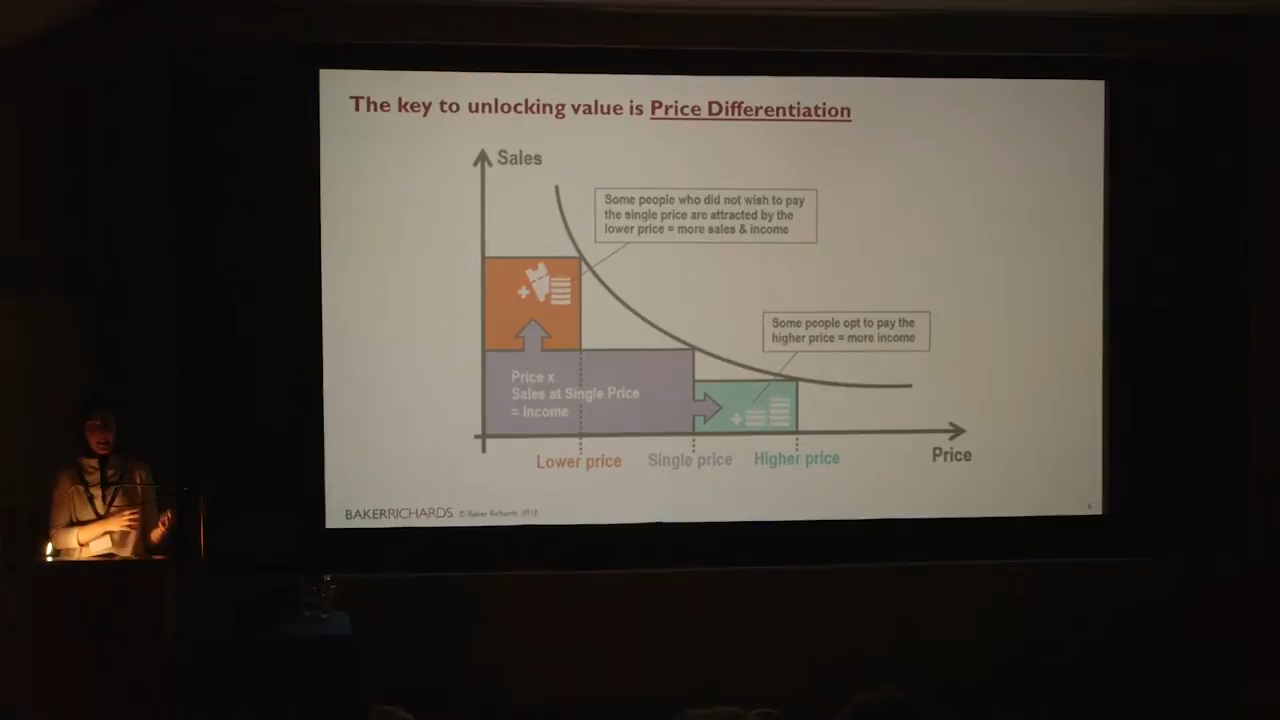 The key to unlocking value is Price Differentiation
Sales
Some people who did not wish to pay
the single price are attracted by the
lower price = more sales & income
Some people opt to pay the
higher price = more income
Price x
Sales at Single Price
= Income
Lower price
Single price
Higher price
Price
BAKERRICHARDS © Baker Richards